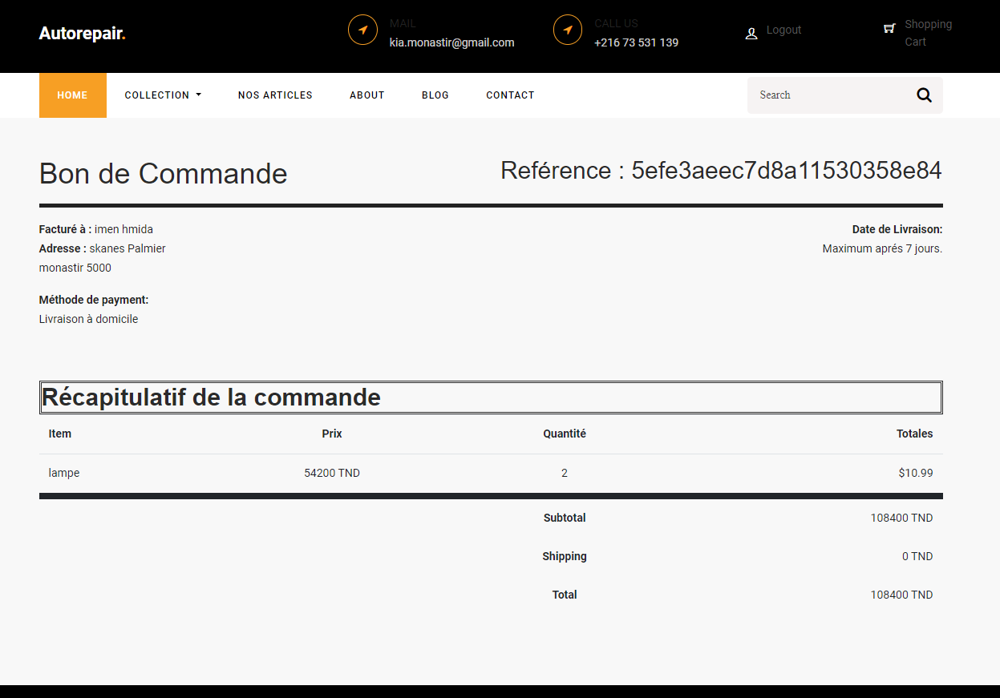 Autorepair.
MAIL
kia.monastir@gmail.com
CALL US
+216 73 531 139
Logout
Shopping
Cart
HOME
COLLECTION
NOS ARTICLES
ABOUT
BLOG
CONTACT
Search
Bon de Commande
Reférence : 5efe3aeec7d8a11530358e84
Facturé à : imen hmida
Adresse : skanes Palmier
monastir 5000
Date de Livraison:
Maximum aprés 7 jours.
Méthode de payment:
Livraison à domicile
Récapitulatif de la commande
Item Prix Quantité Totales
lampe 54200 TND 2 $10.99
Subtotal 108400 TND
Shipping 0 TND
Total 108400 TND